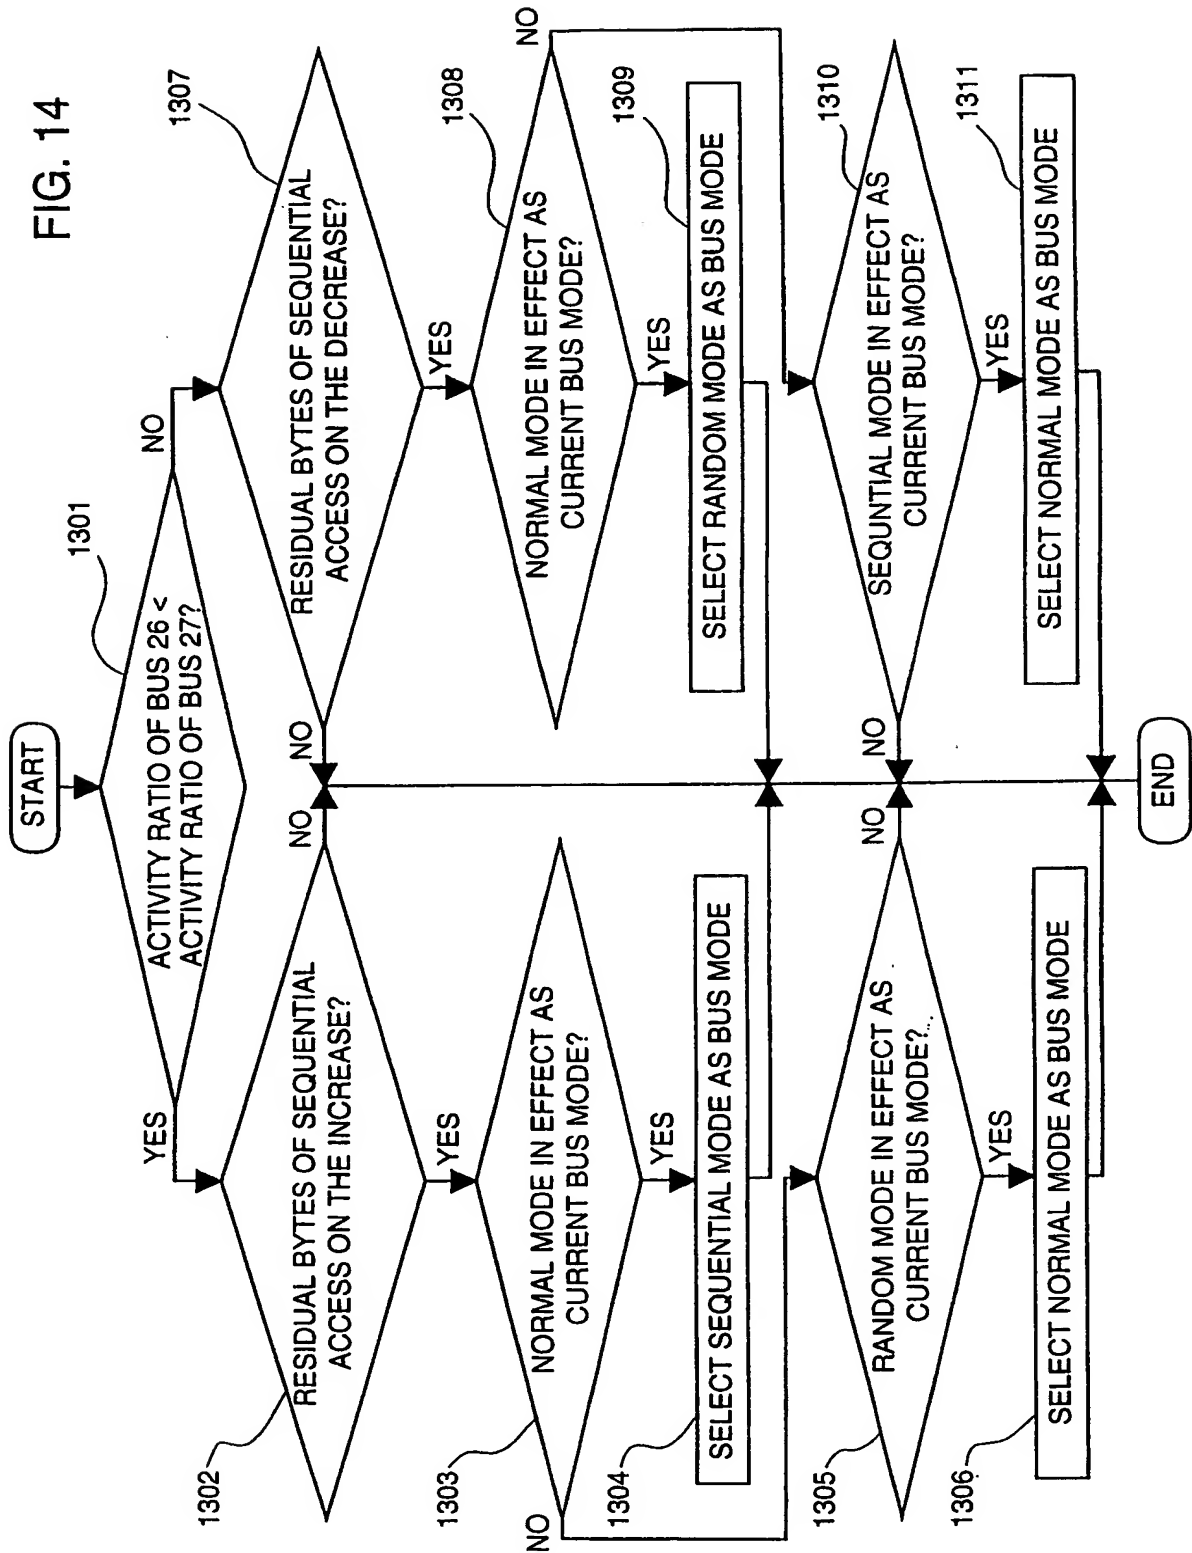 FIG. 14
START
1301
ACTIVITY RATIO OF BUS 26 <
ACTIVITY RATIO OF BUS 27?
YES
NO
1302
RESIDUAL BYTES OF SEQUENTIAL
ACCESS ON THE INCREASE?
NO
YES
1303
NORMAL MODE IN EFFECT AS
CURRENT BUS MODE?
NO
YES
1304
SELECT SEQUENTIAL MODE AS BUS MODE
1305
RANDOM MODE IN EFFECT AS
CURRENT BUS MODE?
NO
YES
1306
SELECT NORMAL MODE AS BUS MODE
1307
RESIDUAL BYTES OF SEQUENTIAL
ACCESS ON THE DECREASE?
NO
YES
1308
NORMAL MODE IN EFFECT AS
CURRENT BUS MODE?
NO
YES
1309
SELECT RANDOM MODE AS BUS MODE
1310
SEQUNTIAL MODE IN EFFECT AS
CURRENT BUS MODE?
NO
YES
1311
SELECT NORMAL MODE AS BUS MODE
END